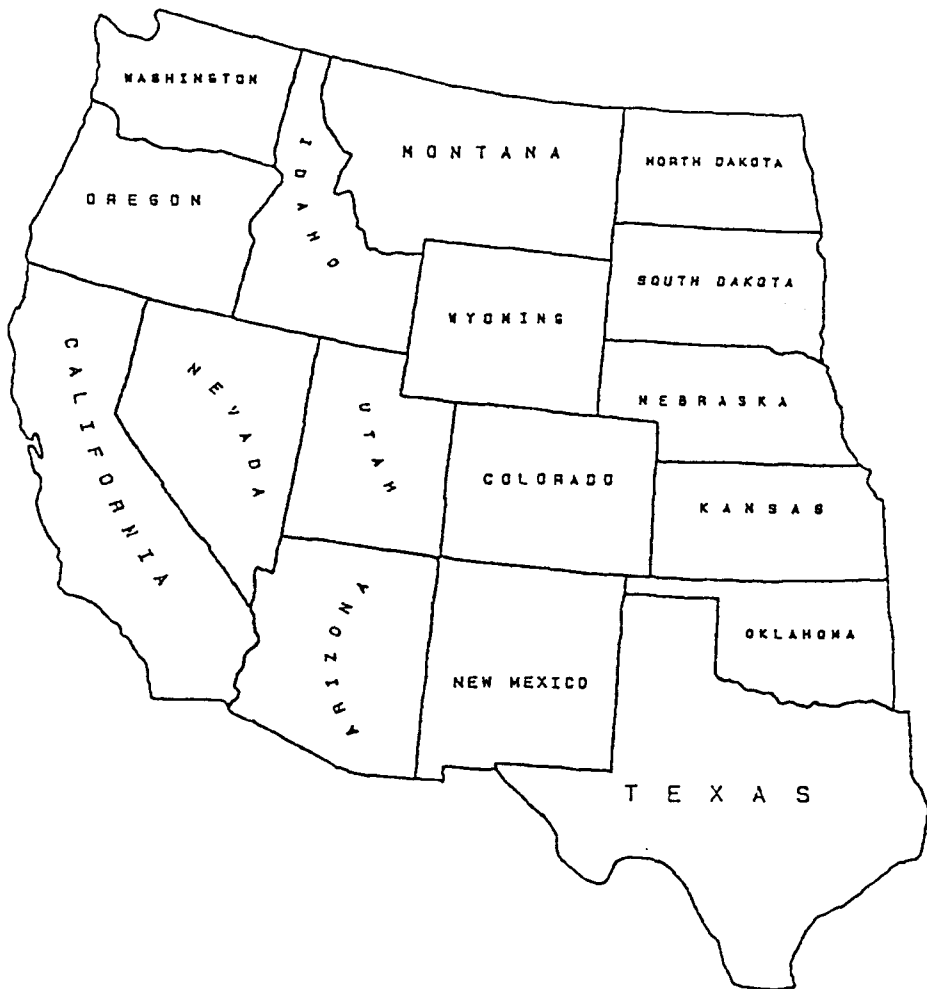 WASHINGTON
MONTANA
NORTH DAKOTA
IDAHO
OREGON
SOUTH DAKOTA
WYOMING
CALIFORNIA
NEVADA
UTAH
NEBRASKA
COLORADO
KANSAS
ARIZONA
OKLAHOMA
NEW MEXICO
TEXAS